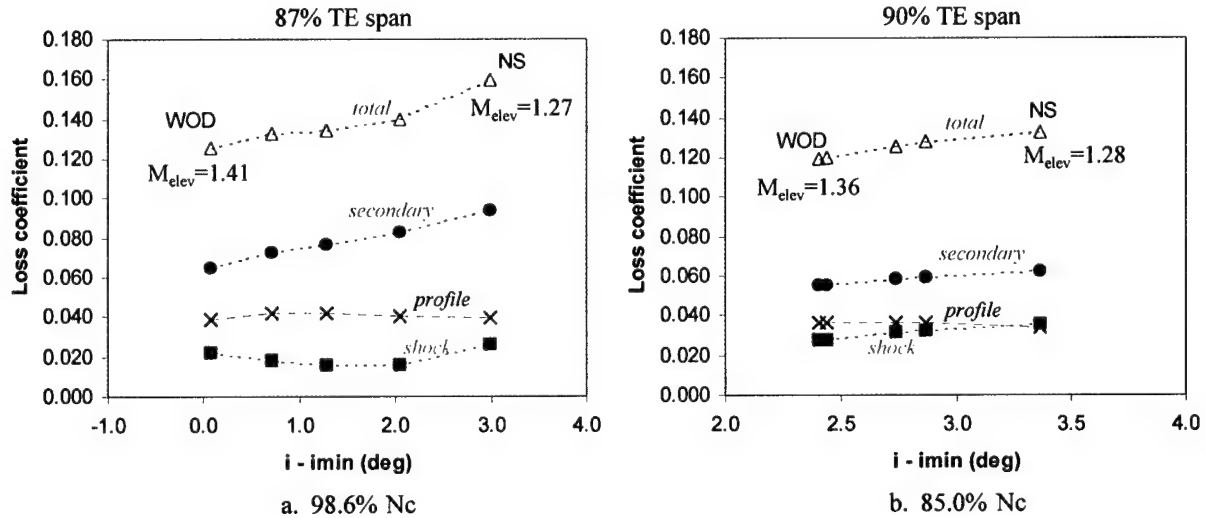 87% TE span
0.180
0.160
0.140
0.120
0.100
0.080
0.060
0.040
0.020
0.000
Loss coefficient
WOD
M_elev=1.41
total
NS
M_elev=1.27
secondary
profile
shock
-1.0 0.0 1.0 2.0 3.0 4.0
i - imin (deg)
a. 98.6% Nc
90% TE span
0.180
0.160
0.140
0.120
0.100
0.080
0.060
0.040
0.020
0.000
Loss coefficient
WOD
M_elev=1.36
total
NS
M_elev=1.28
secondary
profile
shock
2.0 2.5 3.0 3.5 4.0
i - imin (deg)
b. 85.0% Nc